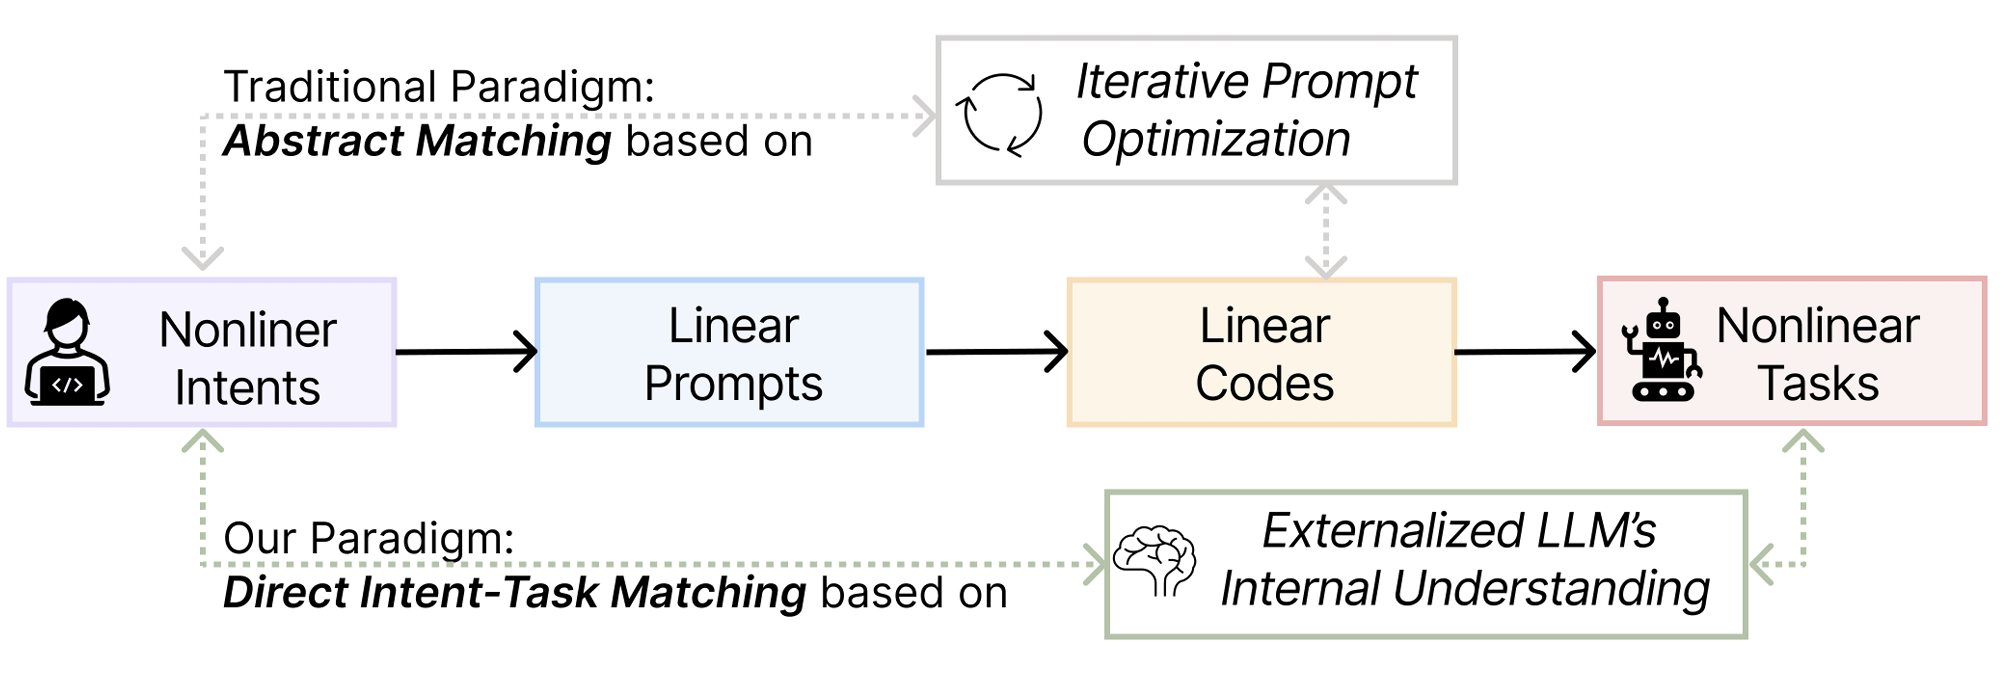 Traditional Paradigm:
Abstract Matching based on
Iterative Prompt
Optimization
Nonliner
Intents
Linear
Prompts
Linear
Codes
Nonlinear
Tasks
Our Paradigm:
Direct Intent-Task Matching based on
Externalized LLM’s
Internal Understanding